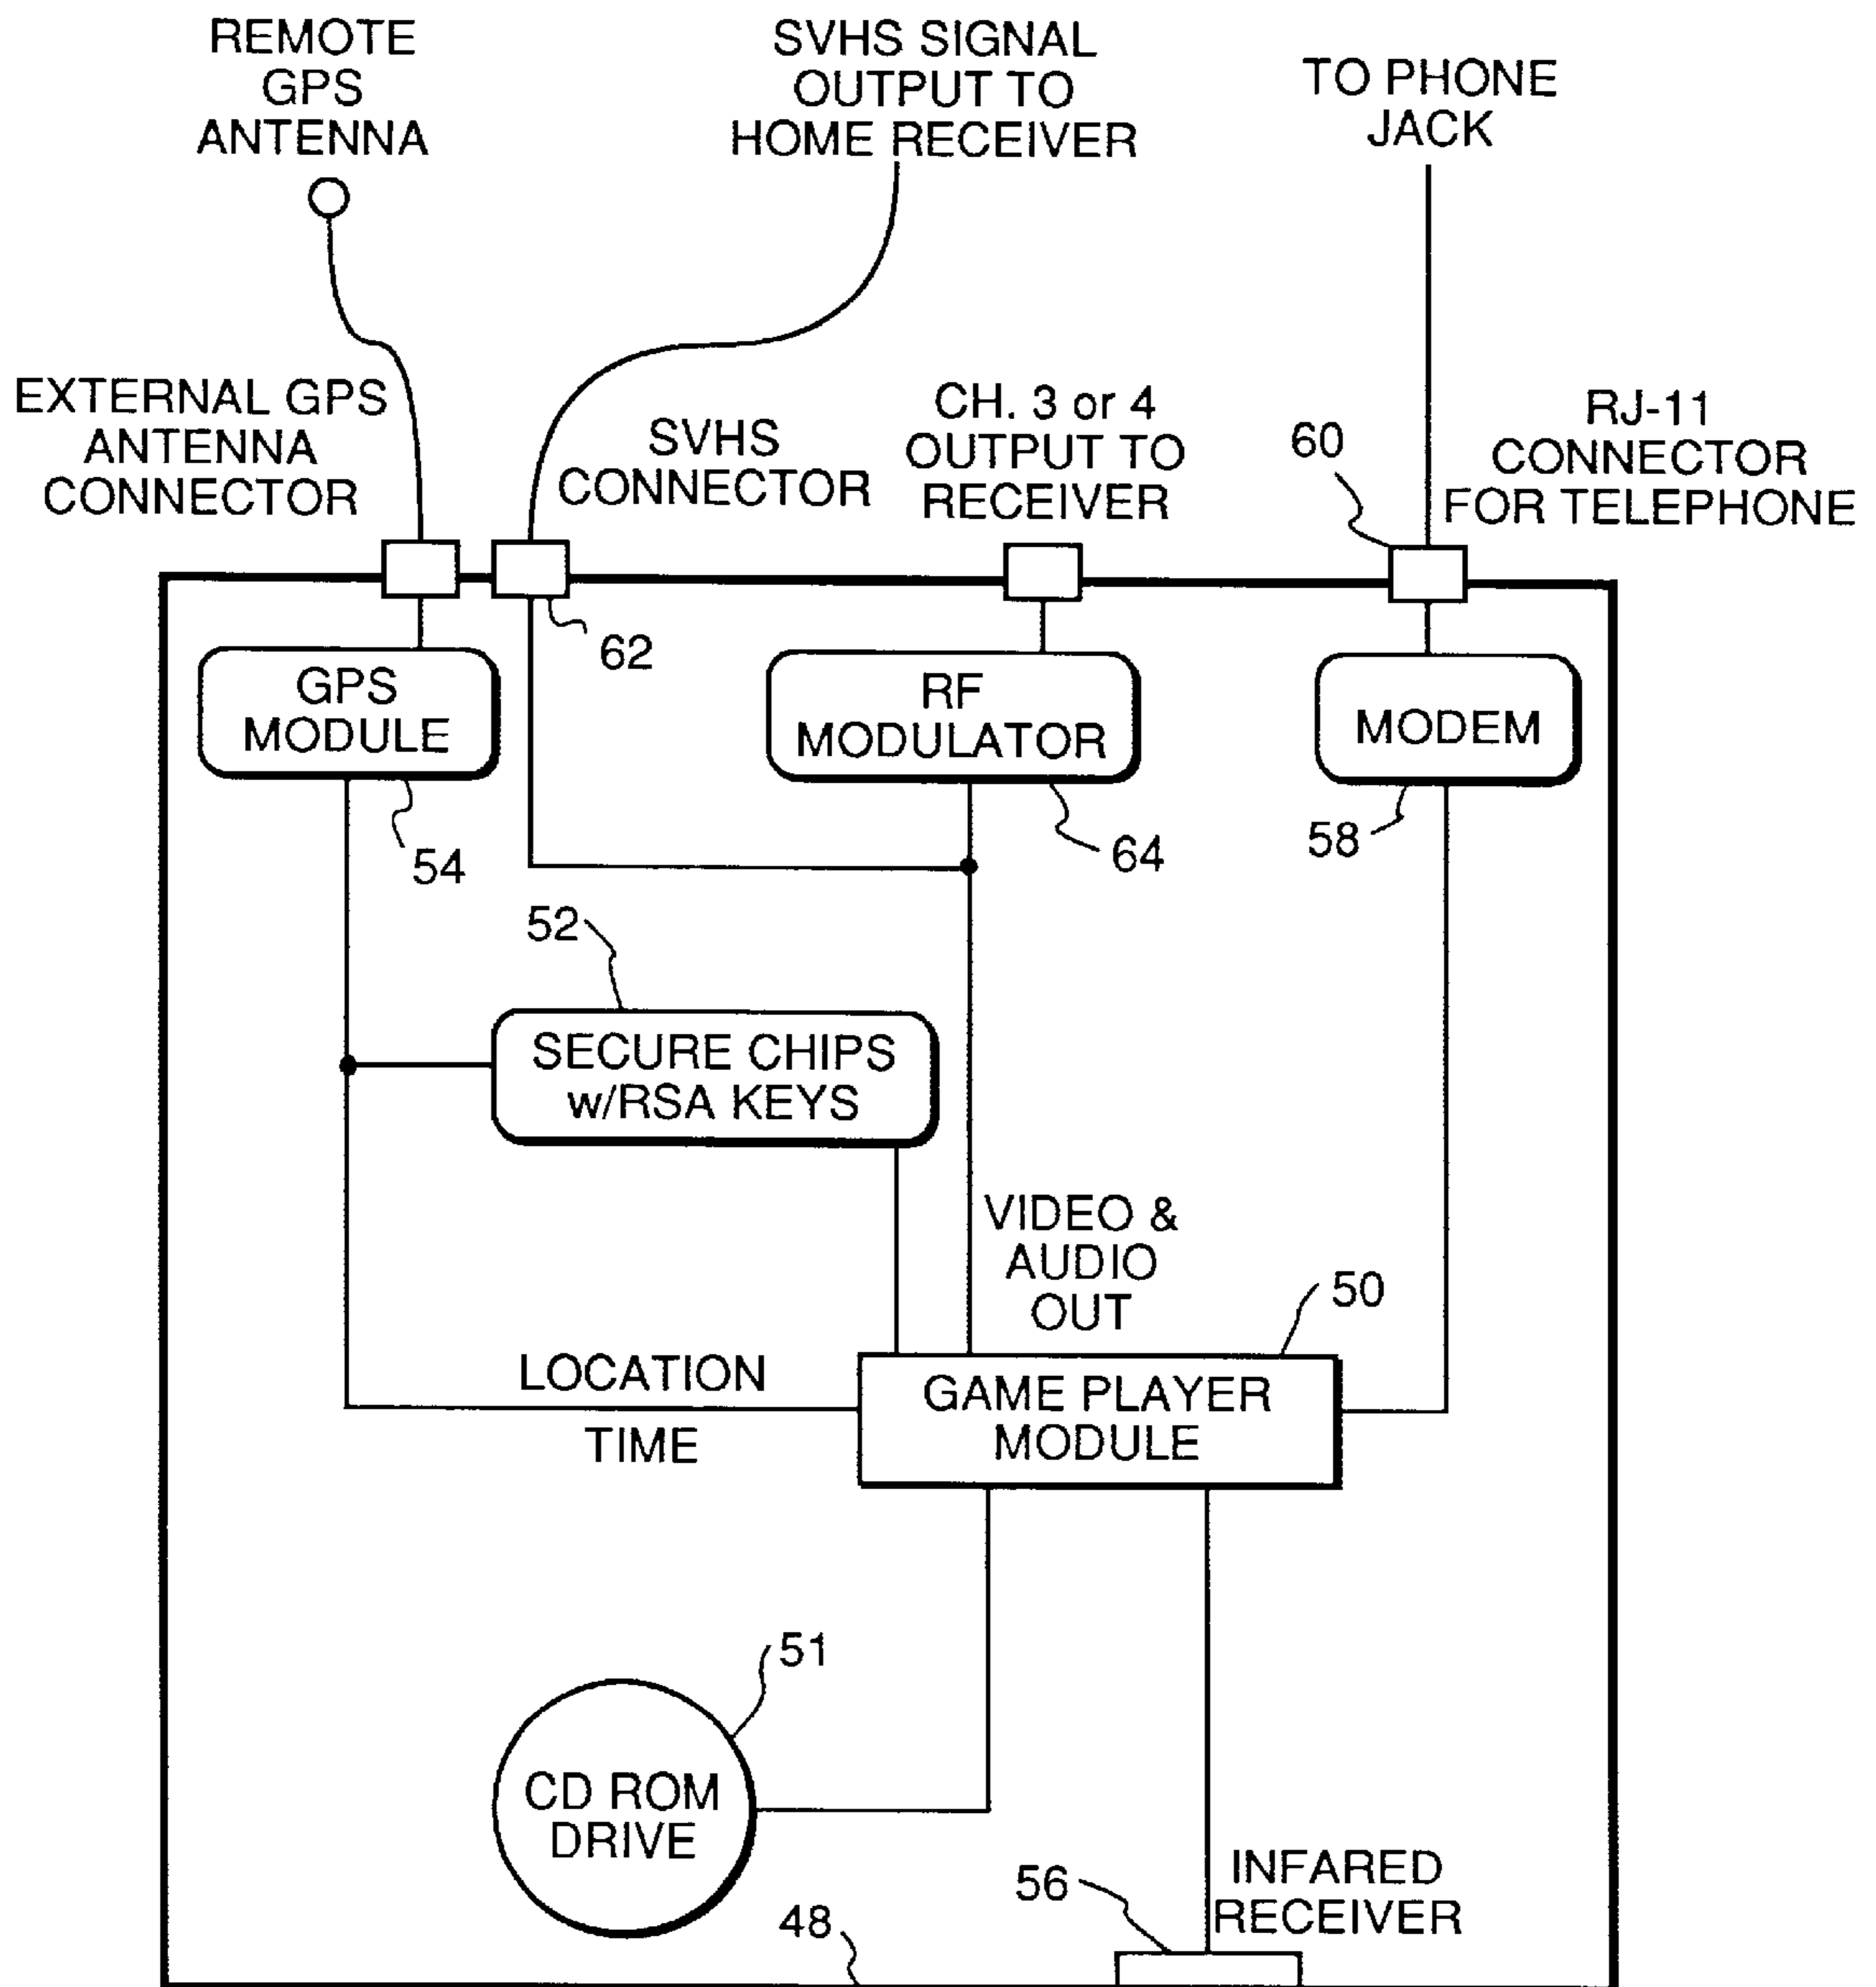 REMOTE
GPS
ANTENNA
SVHS SIGNAL
OUTPUT TO
HOME RECEIVER
TO PHONE
JACK
EXTERNAL GPS
ANTENNA
CONNECTOR
SVHS
CONNECTOR
CH. 3 or 4
OUTPUT TO
RECEIVER
60
RJ-11
CONNECTOR
FOR TELEPHONE
62
GPS
MODULE
RF
MODULATOR
MODEM
54
64
58
52
SECURE CHIPS
w/RSA KEYS
VIDEO &
AUDIO
OUT
50
LOCATION
TIME
GAME PLAYER
MODULE
51
CD ROM
DRIVE
56
INFARED
RECEIVER
48